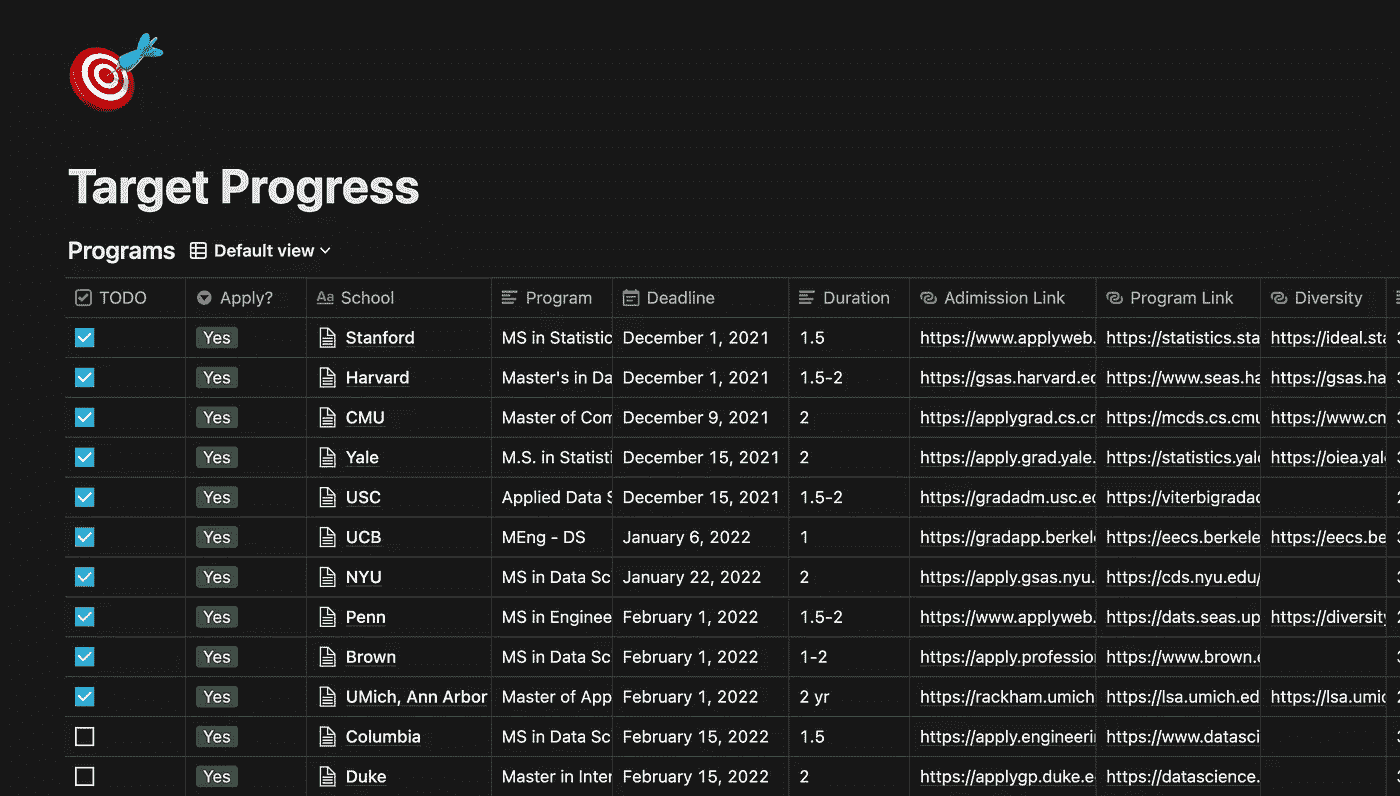 Target Progress
Programs Default view
TODO Apply? Aa School Program Deadline Duration Adimission Link Program Link Diversity
Yes Stanford MS in Statistic December 1, 2021 1.5 https://www.applyweb. https://statistics.sta https://ideal.sta
Yes Harvard Master's in Da December 1, 2021 1.5-2 https://gsas.harvard.ed https://www.seas.ha https://gsas.ha
Yes CMU Master of Com December 9, 2021 2 https://applygrad.cs.cm https://mcds.cs.cmu https://www.cm
Yes Yale M.S. in Statisti December 15, 2021 2 https://apply.grad.yale. https://statistics.yale https://oiea.yale
Yes USC Applied Data S December 15, 2021 1.5-2 https://gradadm.usc.ed https://viterbigradad
Yes UCB MEng - DS January 6, 2022 1 https://gradapp.berkele https://eecs.berkele https://eecs.be
Yes NYU MS in Data Sc January 22, 2022 2 https://apply.gsas.nyu. https://cds.nyu.edu/
Yes Penn MS in Enginee February 1, 2022 1.5-2 https://www.applyweb. https://dats.seas.up https://diversity
Yes Brown MS in Data Sc February 1, 2022 1-2 https://apply.professio https://www.brown.e
Yes UMich, Ann Arbor Master of App February 1, 2022 2 yr https://rackham.umich https://lsa.umich.ed https://lsa.umic
Yes Columbia MS in Data Sc February 15, 2022 1.5 https://apply.engineeri https://www.datasci
Yes Duke Master in Inter February 15, 2022 2 https://applygp.duke.e https://datascience.